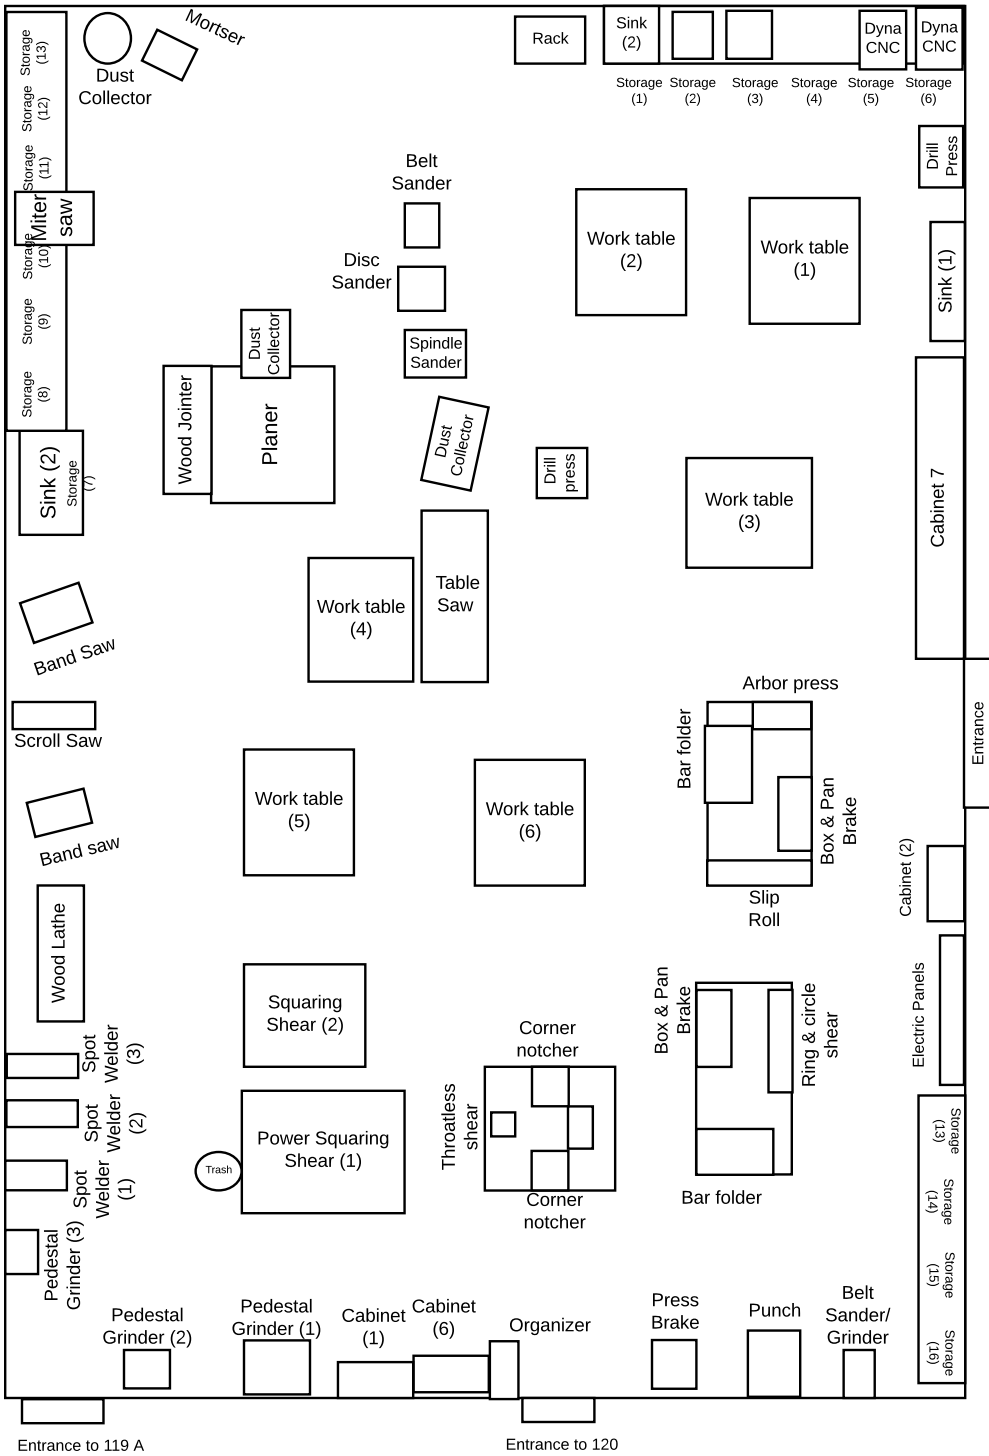 Storage
(13)
Dust
Collector
Mortser
Rack
Sink
(2)
Dyna
CNC
Dyna
CNC
Storage
(1)
Storage
(2)
Storage
(3)
Storage
(4)
Storage
(5)
Storage
(6)
Storage
(12)
Storage
(11)
Miter
saw
Storage
(10)
Storage
(9)
Storage
(8)
Sink (2)
Storage
(7)
Belt
Sander
Disc
Sander
Spindle
Sander
Dust
Collector
Wood Jointer
Planer
Dust
Collector
Drill
press
Work table
(2)
Work table
(1)
Drill
Press
Sink (1)
Cabinet 7
Work table
(3)
Work table
(4)
Table
Saw
Band Saw
Scroll Saw
Band saw
Wood Lathe
Work table
(5)
Work table
(6)
Arbor press
Bar folder
Box & Pan
Brake
Slip
Roll
Entrance
Cabinet (2)
Electric Panels
Squaring
Shear (2)
Power Squaring
Shear (1)
Trash
Spot
Welder
(3)
Spot
Welder
(2)
Spot
Welder
(1)
Pedestal
Grinder (3)
Corner
notcher
Throatless
shear
Corner
notcher
Box & Pan
Brake
Ring & circle
shear
Bar folder
Storage
(13)
Storage
(14)
Storage
(15)
Storage
(16)
Pedestal
Grinder (2)
Pedestal
Grinder (1)
Cabinet
(1)
Cabinet
(6)
Organizer
Press
Brake
Punch
Belt
Sander/
Grinder
Entrance to 119 A
Entrance to 120